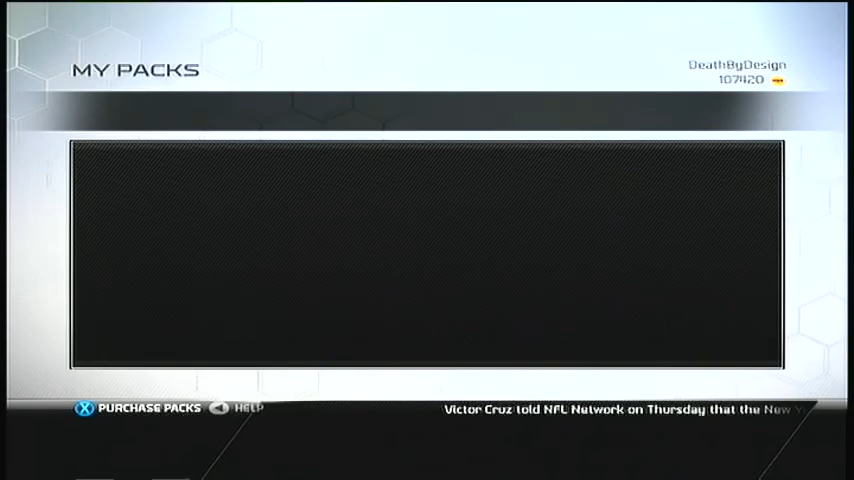 MY PACKS
DeathByDesign
107420
PURCHASE PACKS
HELP
Victor Cruz told NFL Network on Thursday that the New